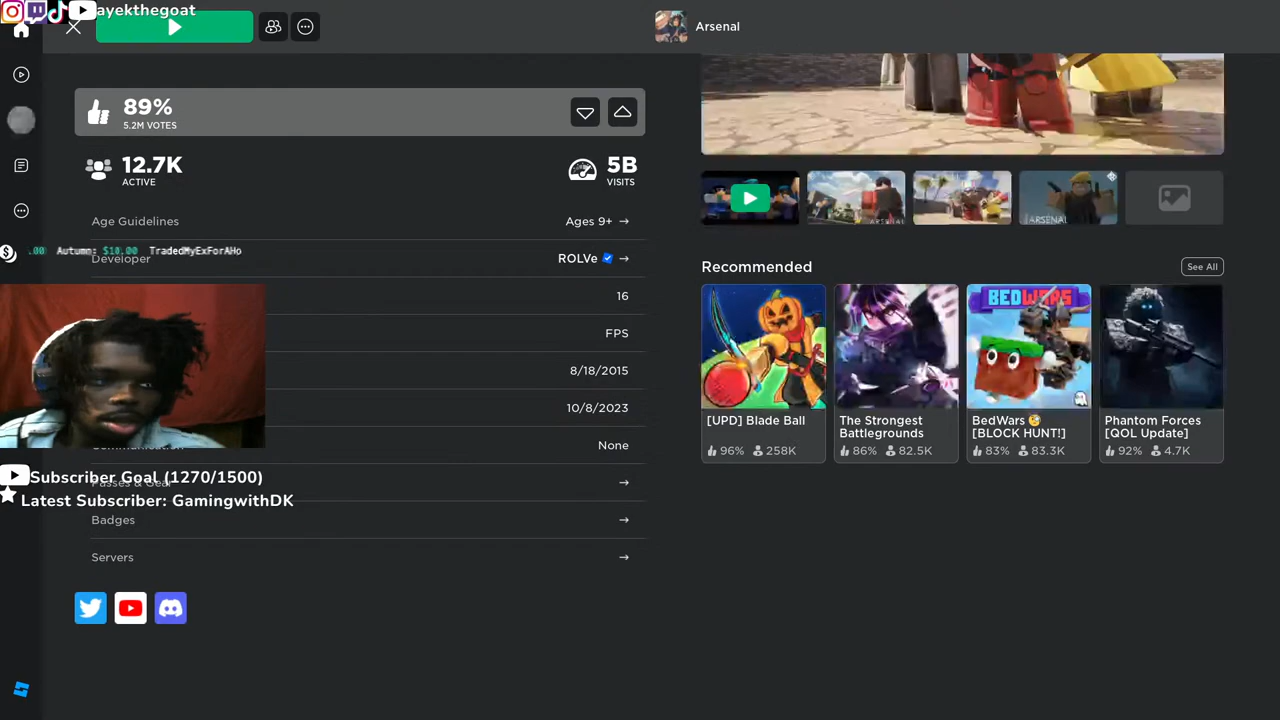 ayekthegoat
Arsenal
89%
5.2M VOTES
12.7K
ACTIVE
5B
VISITS
Age Guidelines
Ages 9+
.00 Autumn: $10.00 TradedMyExForAHo
Developer
ROLVe
16
FPS
8/18/2015
10/8/2023
None
Subscriber Goal (1270/1500)
Latest Subscriber: GamingwithDK
Badges
Servers
ARSENAL
ARSENAL
Recommended
See All
BEDWARS
[UPD] Blade Ball
96% 258K
The Strongest
Battlegrounds
86% 82.5K
BedWars
[BLOCK HUNT!]
83% 83.3K
Phantom Forces
[QOL Update]
92% 4.7K